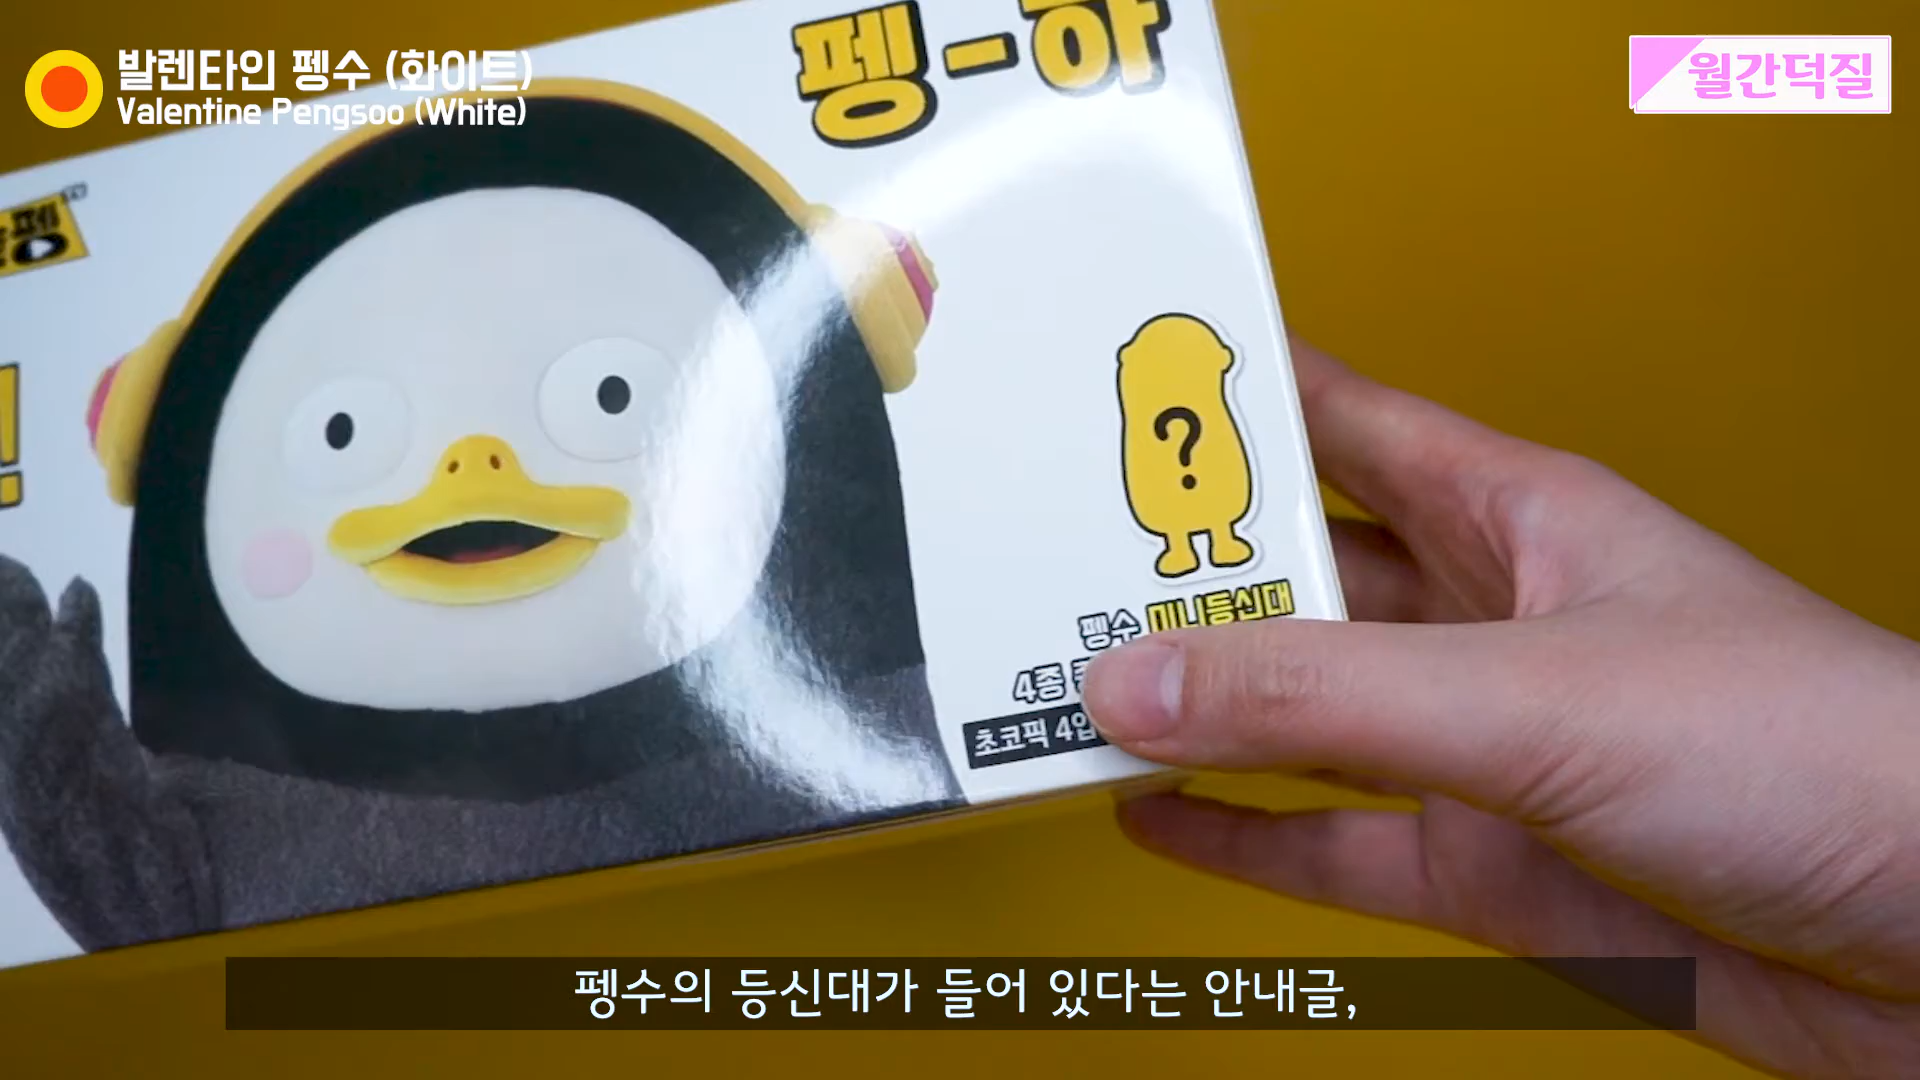 발렌타인 펭수 (화이트)
Valentine Pengsoo (White)
월간덕질
펭-하
펭
!
?
펭수 미니등신대
4종
초코픽 4입
펭수의 등신대가 들어 있다는 안내글,